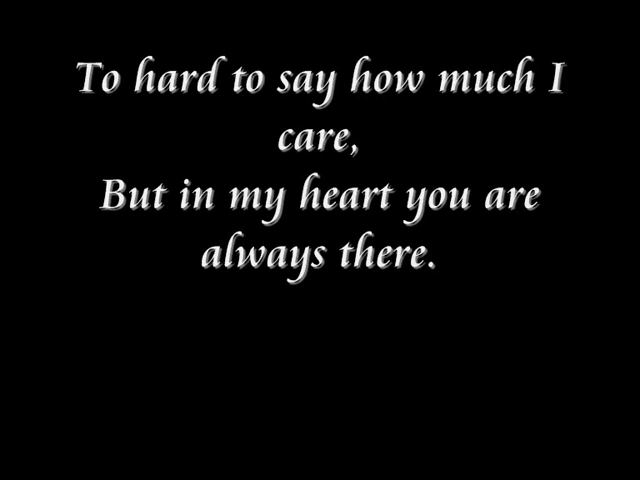 To hard to say how much I
care,
But in my heart you are
always there.